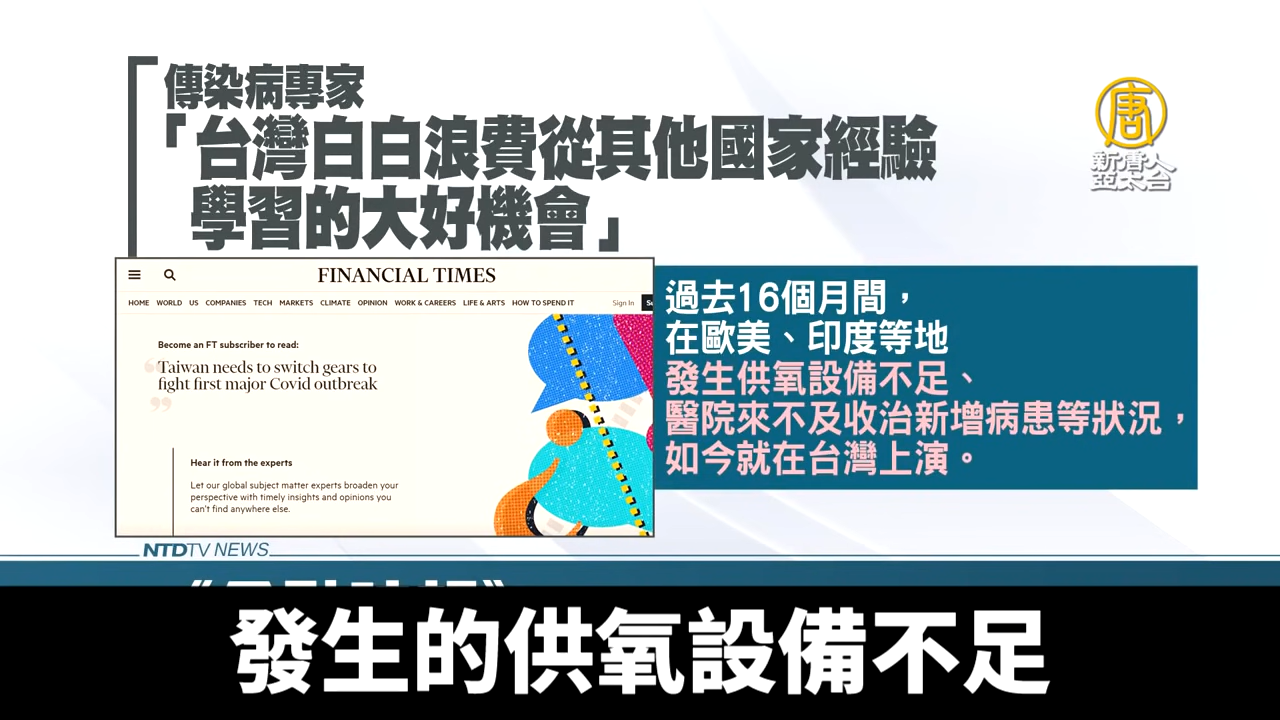 傳染病專家
「台灣白白浪費從其他國家經驗
學習的大好機會」
唐
新唐人
亞太台
FINANCIAL TIMES
HOME WORLD US COMPANIES TECH MARKETS CLIMATE OPINION WORK & CAREERS LIFE & ARTS HOW TO SPEND IT Sign In
Become an FT subscriber to read:
Taiwan needs to switch gears to
fight first major Covid outbreak
Hear it from the experts
Let our global subject matter experts broaden your
perspective with timely insights and opinions you
can't find anywhere else.
過去16個月間，
在歐美、印度等地
發生供氧設備不足、
醫院來不及收治新增病患等狀況，
如今就在台灣上演。
NTDTV NEWS
發生的供氧設備不足